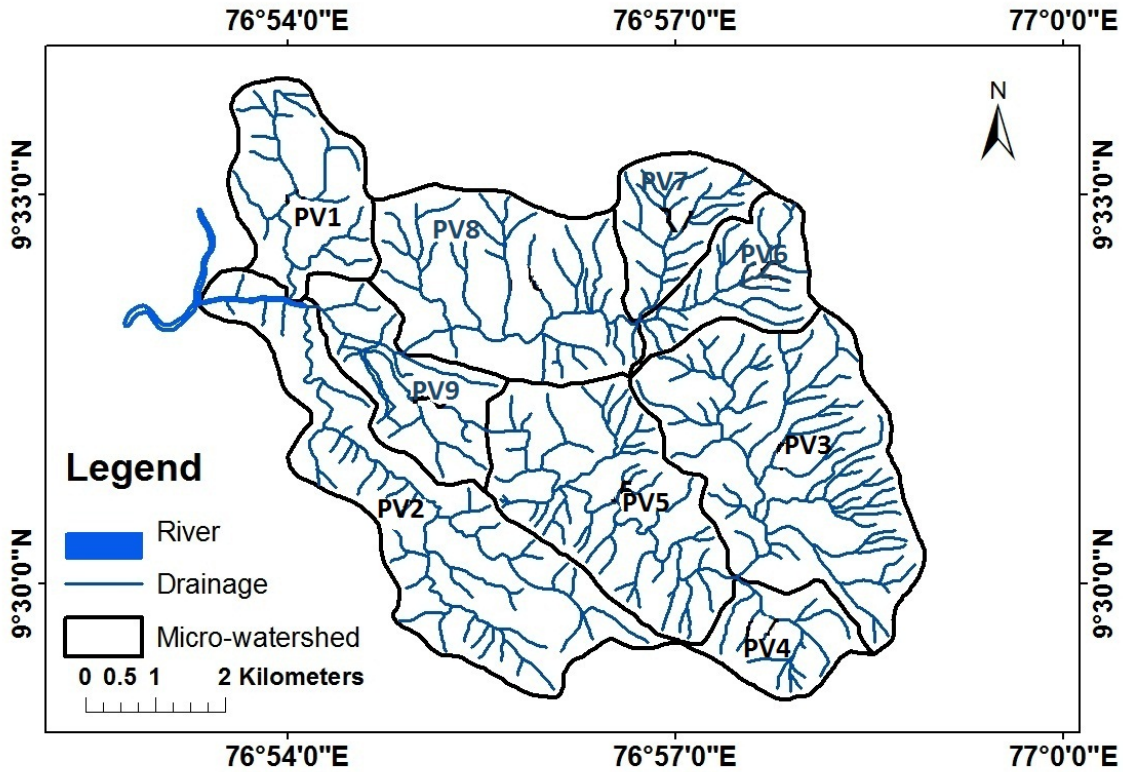 76°54'0"E 76°57'0"E 77°0'0"E
N
9°33'0"N 9°33'0"N
PV7
PV1
PV8
PV6
PV9
PV3
Legend
PV5
PV2
River
9°30'0"N 9°30'0"N
Drainage
Micro-watershed
PV4
0 0.5 1 2 Kilometers
76°54'0"E 76°57'0"E 77°0'0"E